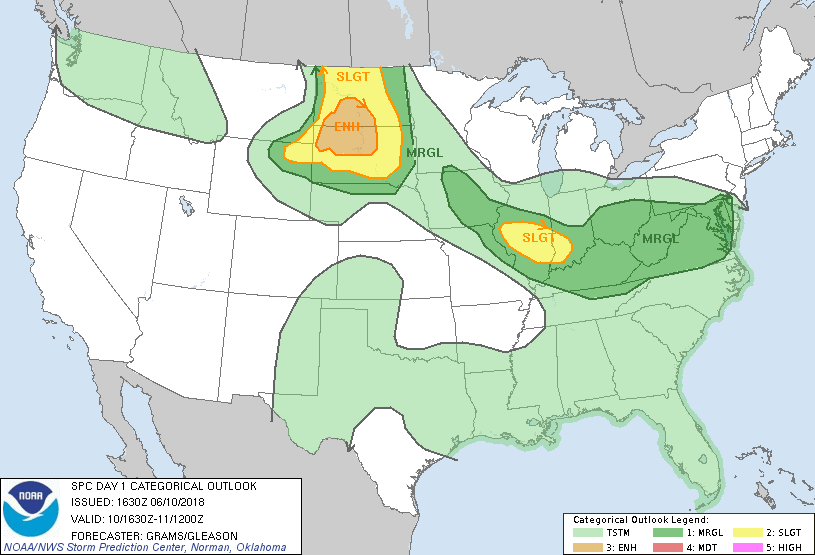 SLGT
ENH
MRGL
SLGT
MRGL
NOAA
SPC DAY 1 CATEGORICAL OUTLOOK
ISSUED: 1630Z 06/10/2018
VALID: 10/1630Z-11/1200Z
FORECASTER: GRAMS/GLEASON
NOAA/NWS Storm Prediction Center, Norman, Oklahoma
Categorical Outlook Legend:
TSTM 1: MRGL 2: SLGT
3: ENH 4: MDT 5: HIGH